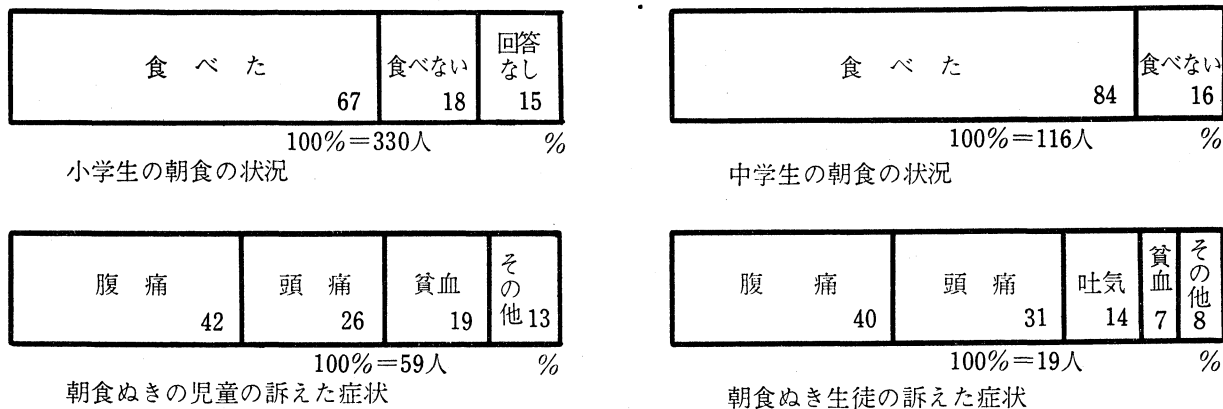 食べた 食べない 回答なし
67 18 15
100%=330人 %
小学生の朝食の状況
食べた 食べない
84 16
100%=116人 %
中学生の朝食の状況
腹痛 頭痛 貧血 その他
42 26 19 13
100%=59人 %
朝食ぬきの児童の訴えた症状
腹痛 頭痛 吐気 貧血 その他
40 31 14 7 8
100%=19人 %
朝食ぬき生徒の訴えた症状